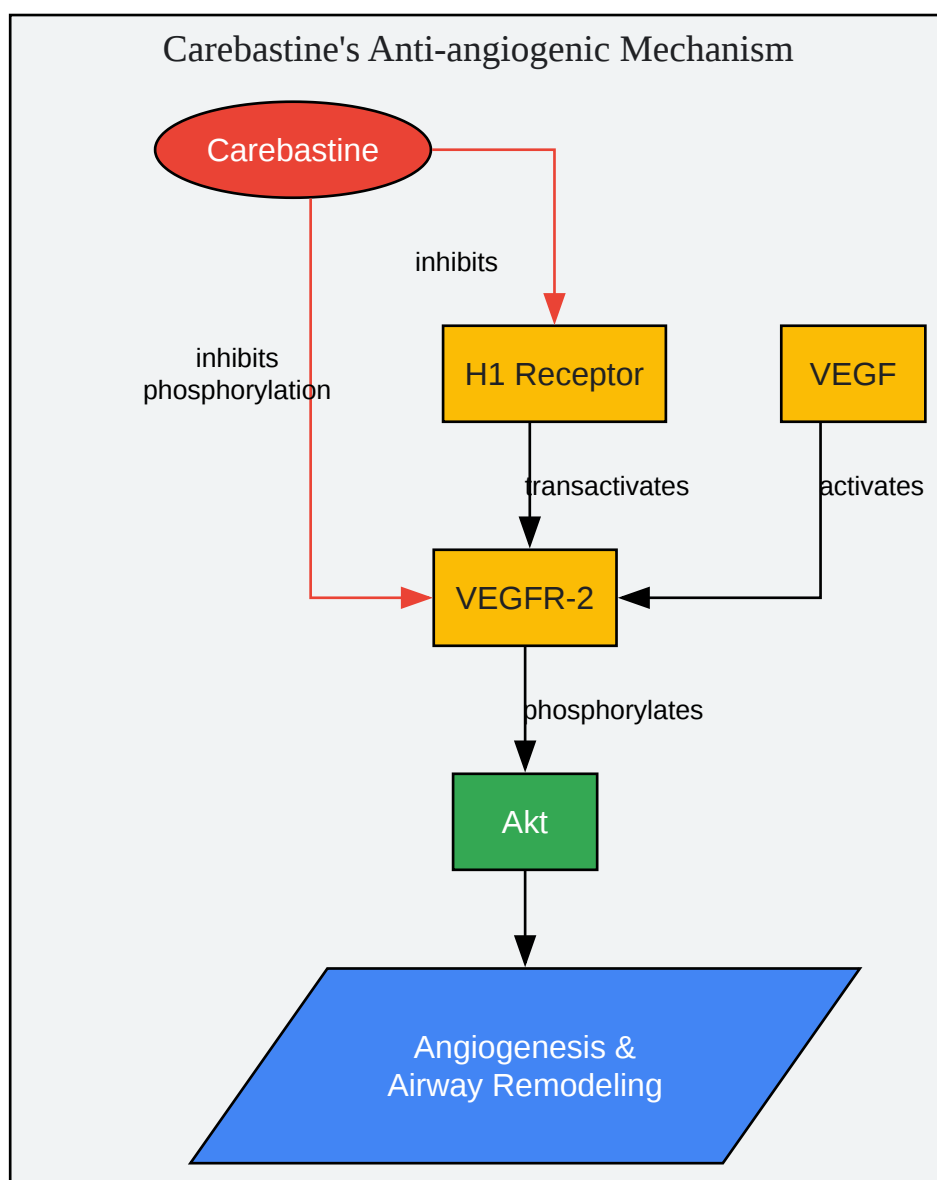 Carebastine's Anti-angiogenic Mechanism
Carebastine
inhibits
inhibits
phosphorylation
H1 Receptor
VEGF
transactivates
activates
VEGFR-2
phosphorylates
Akt
Angiogenesis &
Airway Remodeling